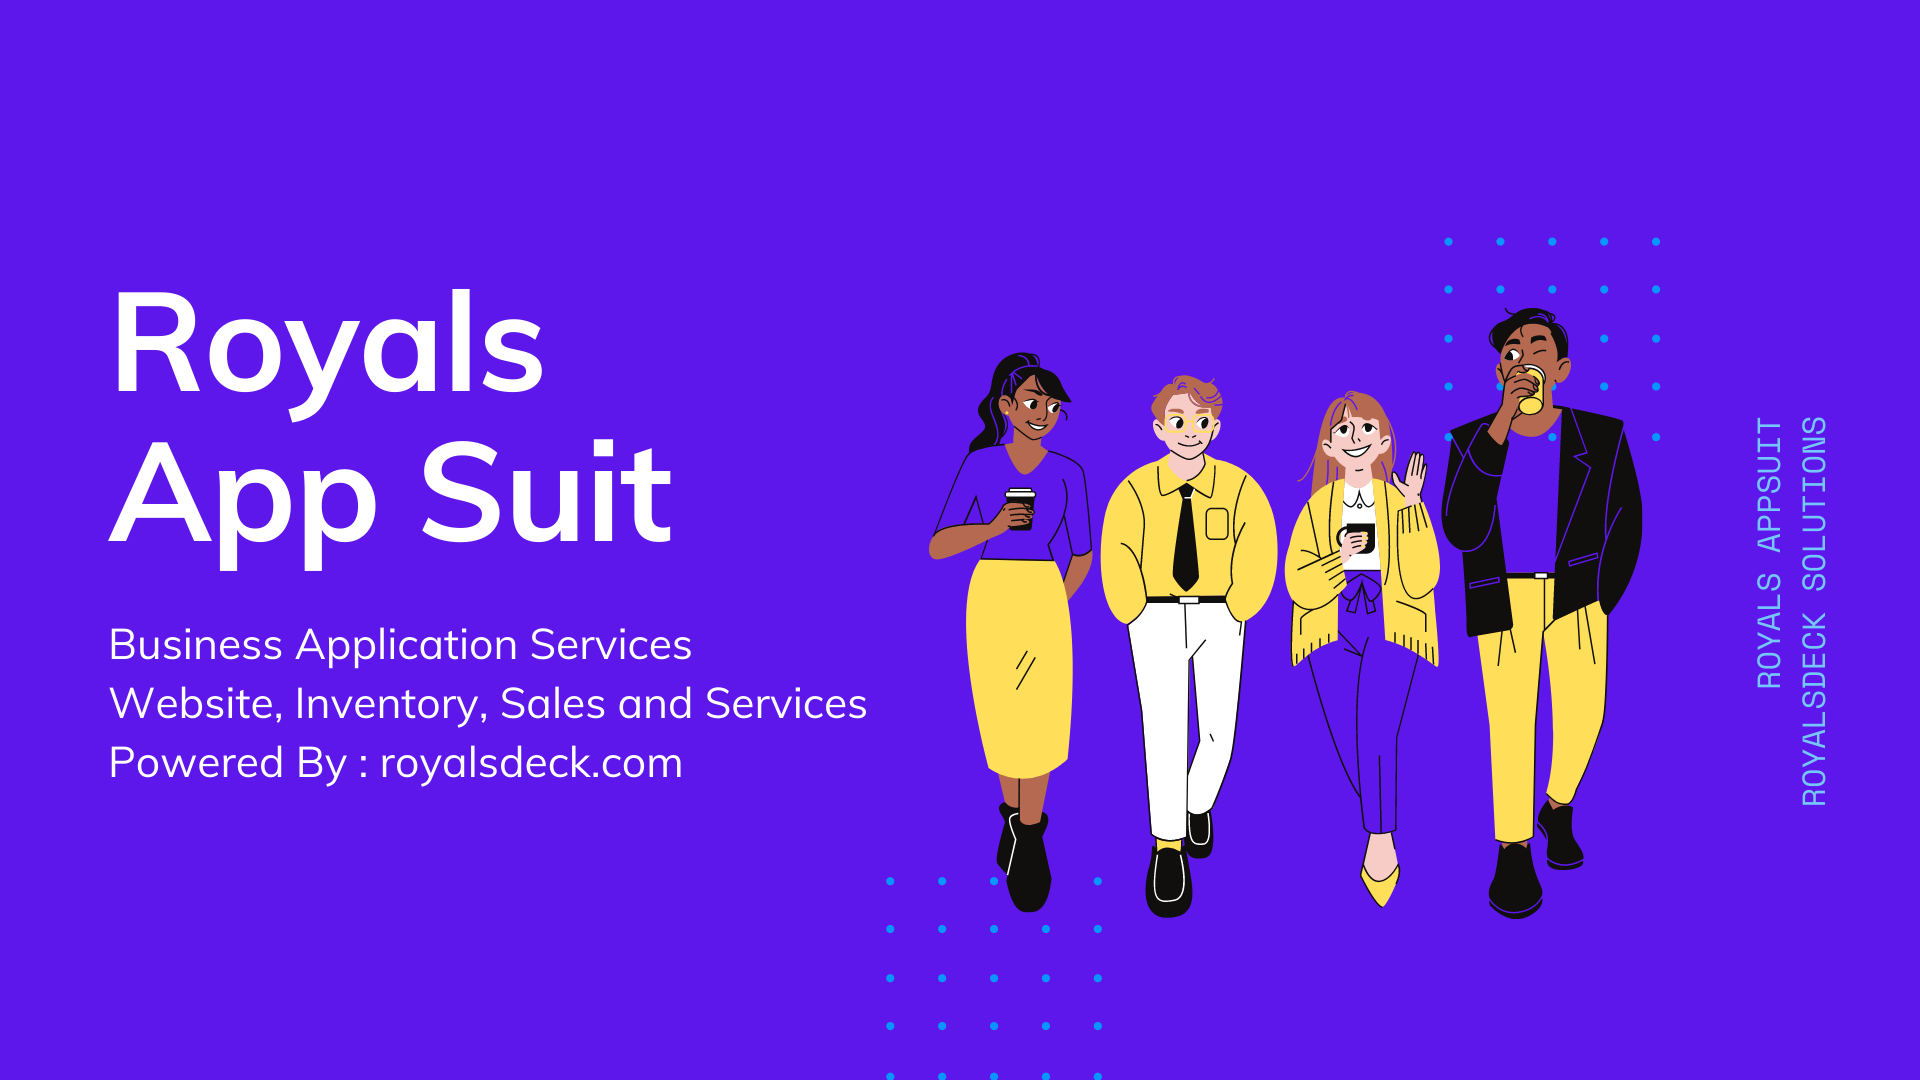 Royals
App Suit
Business Application Services
Website, Inventory, Sales and Services
Powered By : royalsdeck.com
ROYALS APPSUIT
ROYALSDECK SOLUTIONS